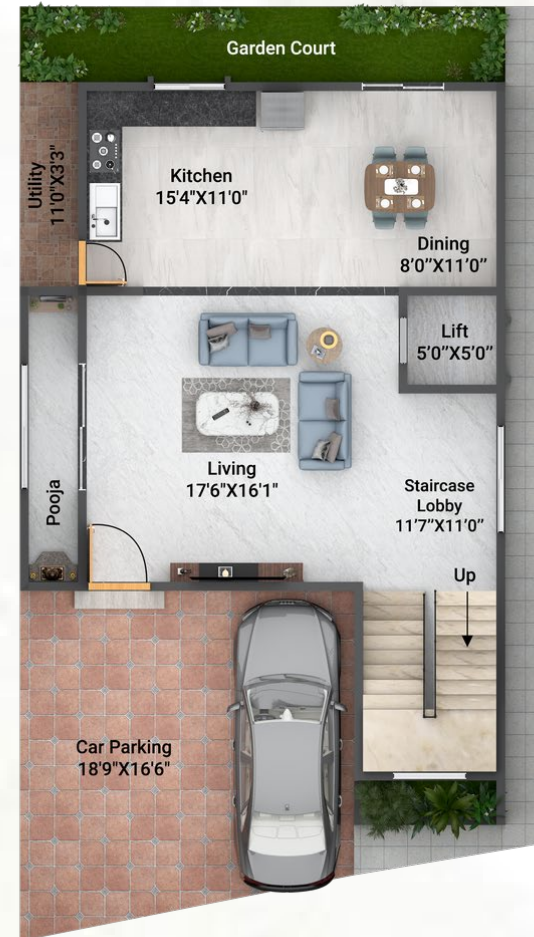 Garden Court
Utility
11'0"X3'3"
Kitchen
15'4"X11'0"
Dining
8'0”X11'0”
Lift
5'0”X5'0”
Living
17'6"X16'1"
Pooja
Staircase
Lobby
11'7”X11'0”
Up
Car Parking
18'9"X16'6"